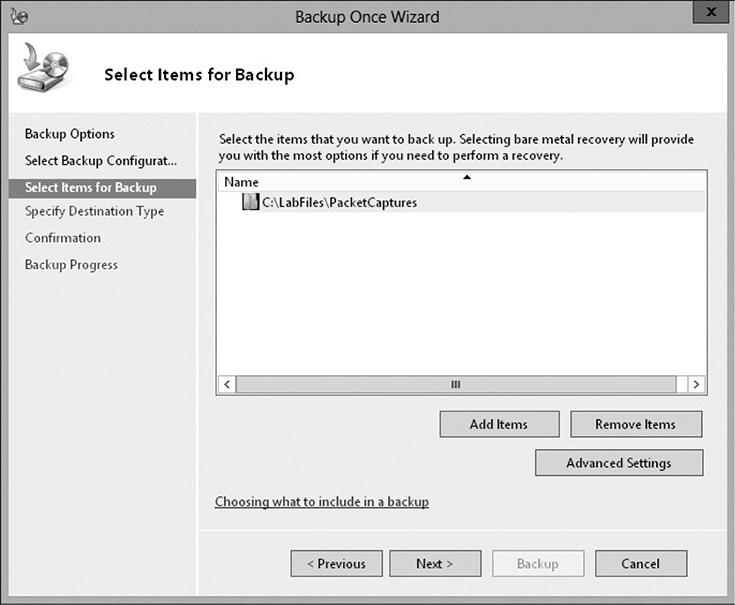 Backup Once Wizard
x
Select Items for Backup
Backup Options
Select Backup Configurat...
Select Items for Backup
Specify Destination Type
Confirmation
Backup Progress
Select the items that you want to back up. Selecting bare metal recovery will provide
you with the most options if you need to perform a recovery.
Name
C:\LabFiles\PacketCaptures
Add Items
Remove Items
Advanced Settings
Choosing what to include in a backup
< Previous
Next >
Backup
Cancel